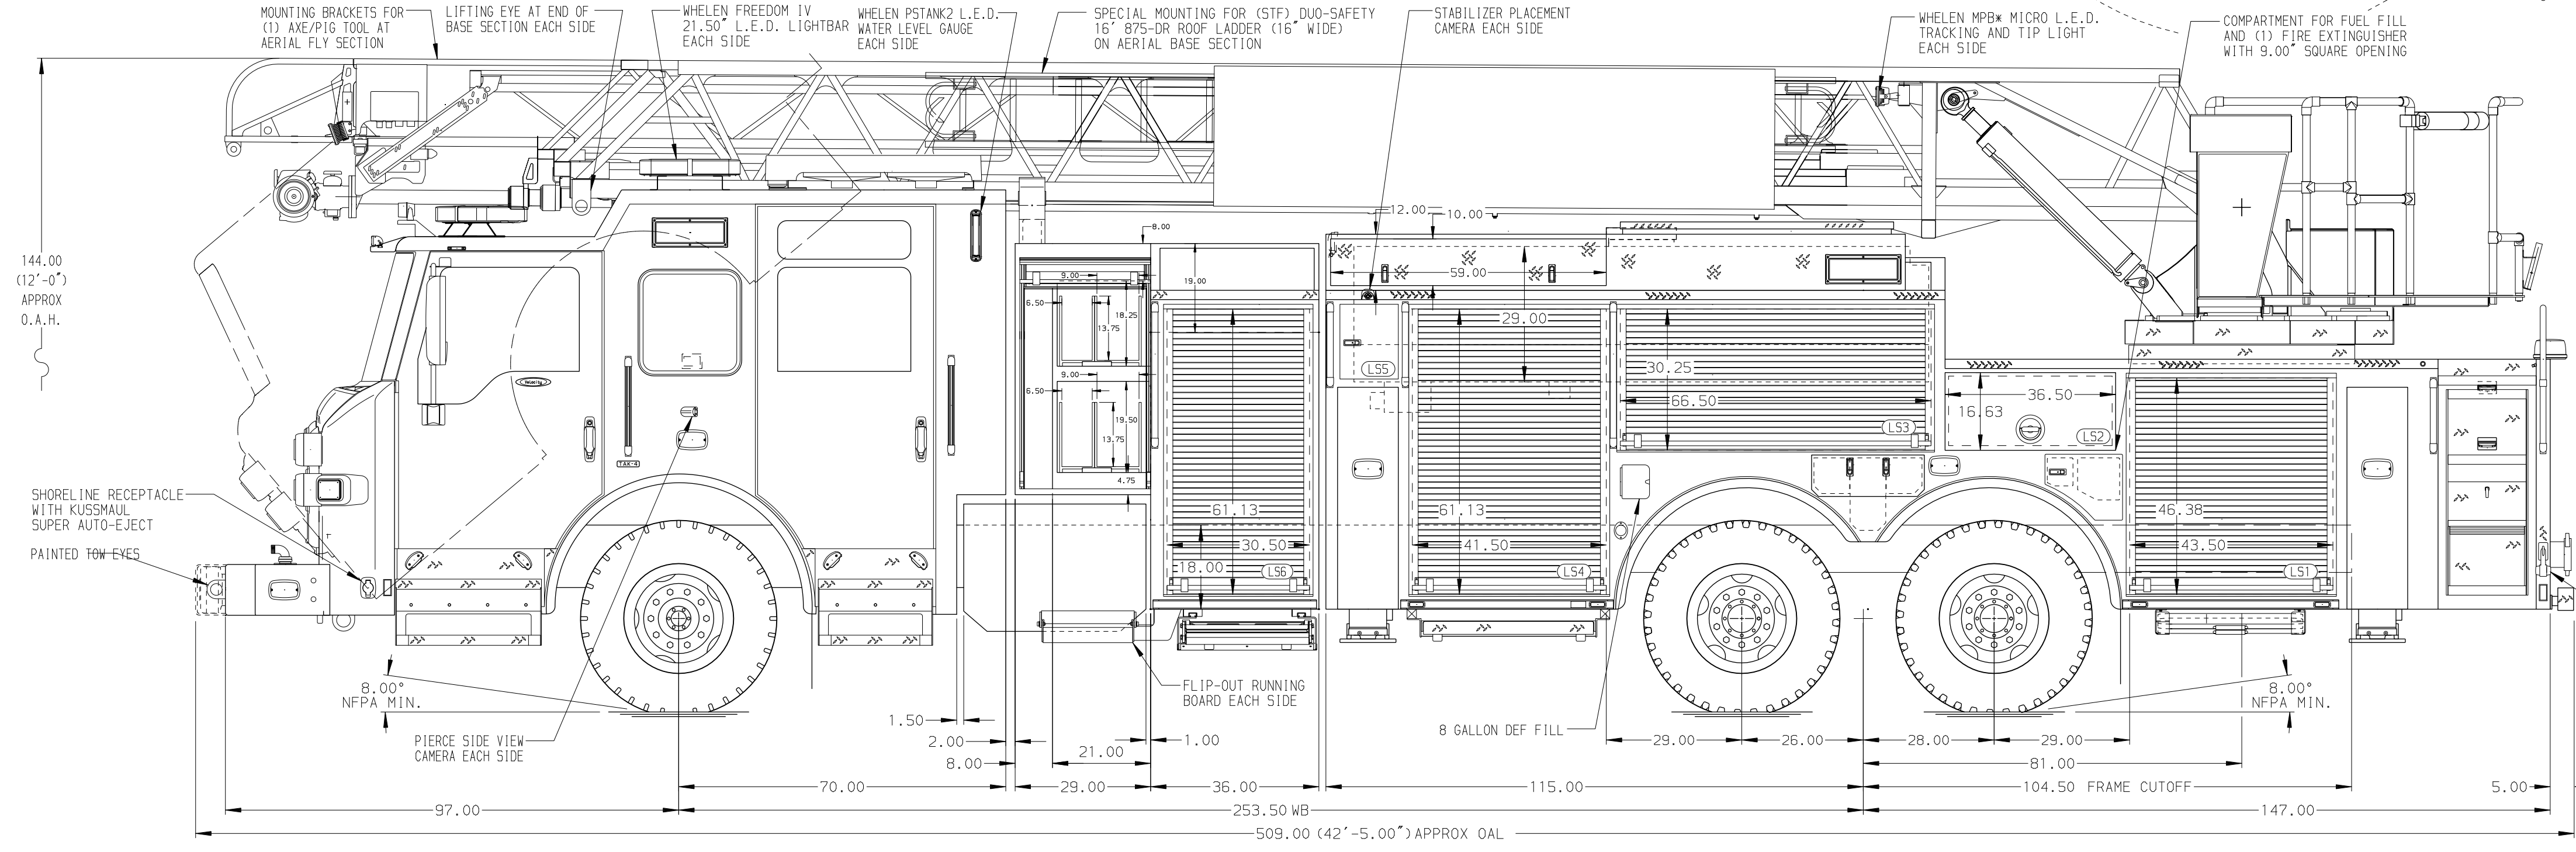 MOUNTING BRACKETS FOR
(1) AXE/PIG TOOL AT
AERIAL FLY SECTION
LIFTING EYE AT END OF
BASE SECTION EACH SIDE
WHELEN FREEDOM IV
21.50" L.E.D. LIGHTBAR
EACH SIDE
WHELEN PSTANK2 L.E.D.
WATER LEVEL GAUGE
EACH SIDE
SPECIAL MOUNTING FOR (STF) DUO-SAFETY
16' 875-DR ROOF LADDER (16" WIDE)
ON AERIAL BASE SECTION
STABILIZER PLACEMENT
CAMERA EACH SIDE
WHELEN MPB* MICRO L.E.D.
TRACKING AND TIP LIGHT
EACH SIDE
COMPARTMENT FOR FUEL FILL
AND (1) FIRE EXTINGUISHER
WITH 9.00" SQUARE OPENING
144.00
(12'-0")
APPROX
O.A.H.
12.00
10.00
8.00
59.00
9.00
19.00
6.50
18.25
13.75
29.00
LS5
30.25
9.00
6.50
19.50
13.75
4.75
66.50
LS3
36.50
16.63
LS2
Velocity
TAK-4
SHORELINE RECEPTACLE
WITH KUSSMAUL
SUPER AUTO-EJECT
PAINTED TOW EYES
61.13
30.50
18.00
LS6
61.13
41.50
LS4
46.38
43.50
LS1
8.00°
NFPA MIN.
FLIP-OUT RUNNING
BOARD EACH SIDE
8.00°
NFPA MIN.
PIERCE SIDE VIEW
CAMERA EACH SIDE
1.50
2.00
8.00
21.00
1.00
8 GALLON DEF FILL
29.00
26.00
28.00
29.00
81.00
70.00
29.00
36.00
115.00
104.50 FRAME CUTOFF
5.00
97.00
253.50 WB
147.00
509.00 (42'-5.00") APPROX OAL